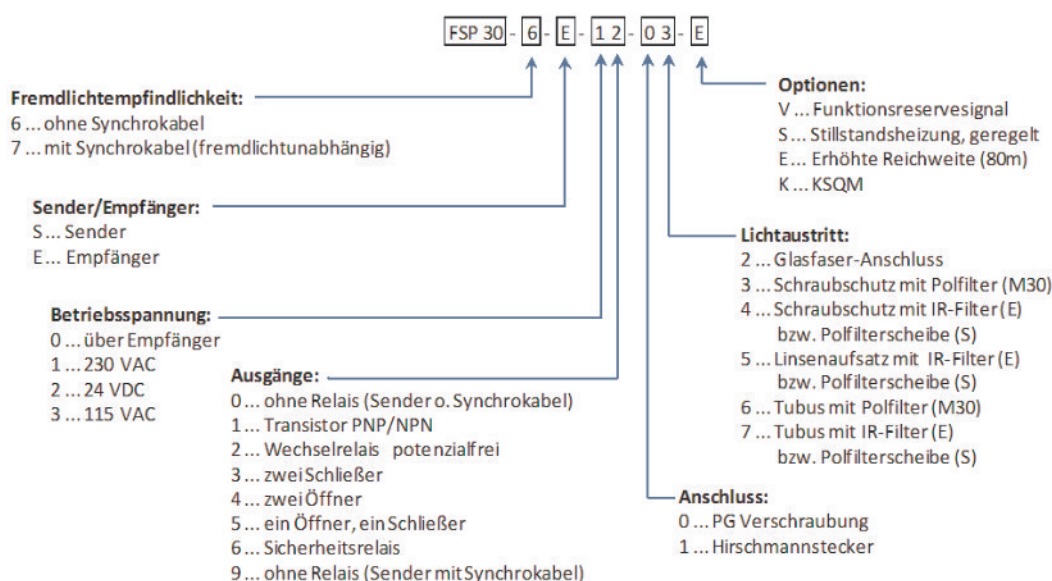 FSP 30 - 6 - E - 1 2 - 0 3 - E
Fremdlichtempfindlichkeit:
6 ... ohne Synchrokabel
7 ... mit Synchrokabel (fremdlichtunabhängig)
Sender/Empfänger:
S ... Sender
E ... Empfänger
Betriebsspannung:
0 ... über Empfänger
1 ... 230 VAC
2 ... 24 VDC
3 ... 115 VAC
Ausgänge:
0 ... ohne Relais (Sender o. Synchrokabel)
1 ... Transistor PNP/NPN
2 ... Wechselrelais potenzialfrei
3 ... zwei Schließer
4 ... zwei Öffner
5 ... ein Öffner, ein Schließer
6 ... Sicherheitsrelais
9 ... ohne Relais (Sender mit Synchrokabel)
Optionen:
V ... Funktionsreservesignal
S ... Stillstandsheizung, geregelt
E ... Erhöhte Reichweite (80m)
K ... KSQM
Lichtaustritt:
2 ... Glasfaser-Anschluss
3 ... Schraubschutz mit Polfilter (M30)
4 ... Schraubschutz mit IR-Filter (E)
bzw. Polfilterscheibe (S)
5 ... Linsenaufsatz mit IR-Filter (E)
bzw. Polfilterscheibe (S)
6 ... Tubus mit Polfilter (M30)
7 ... Tubus mit IR-Filter (E)
bzw. Polfilterscheibe (S)
Anschluss:
0 ... PG Verschraubung
1 ... Hirschmannstecker